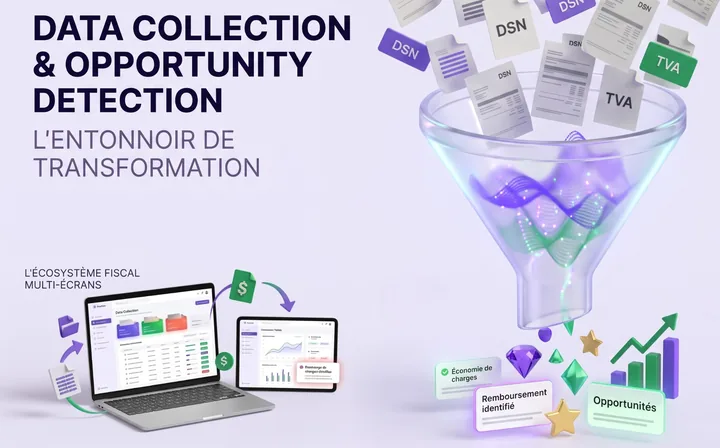 DATA COLLECTION
& OPPORTUNITY
DETECTION
L'ENTONNOIR DE
TRANSFORMATION
DSN
DSN
DSN
DSN
DSN
TVA
TVA
L'ÉCOSYSTÈME FISCAL
MULTI-ÉCRANS
Data Collection
$
$
Économie de
charges
Remboursement
identifié
Opportunités